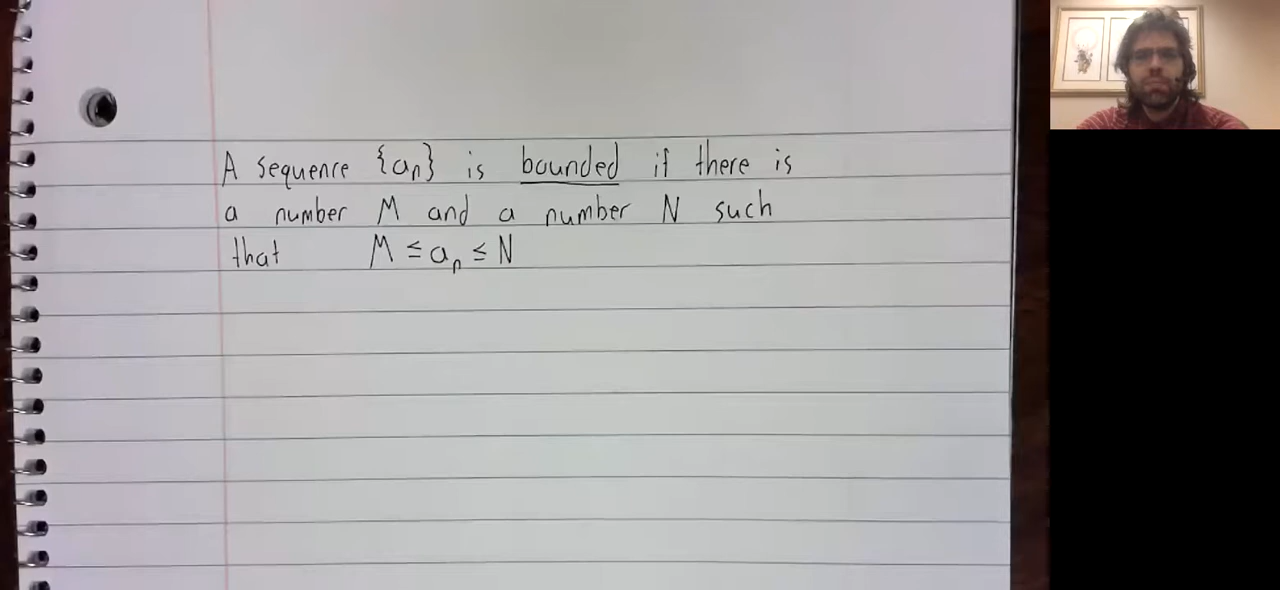 A sequence {aₙ} is bounded if there is
a number M and a number N such
that M ≤ aₙ ≤ N